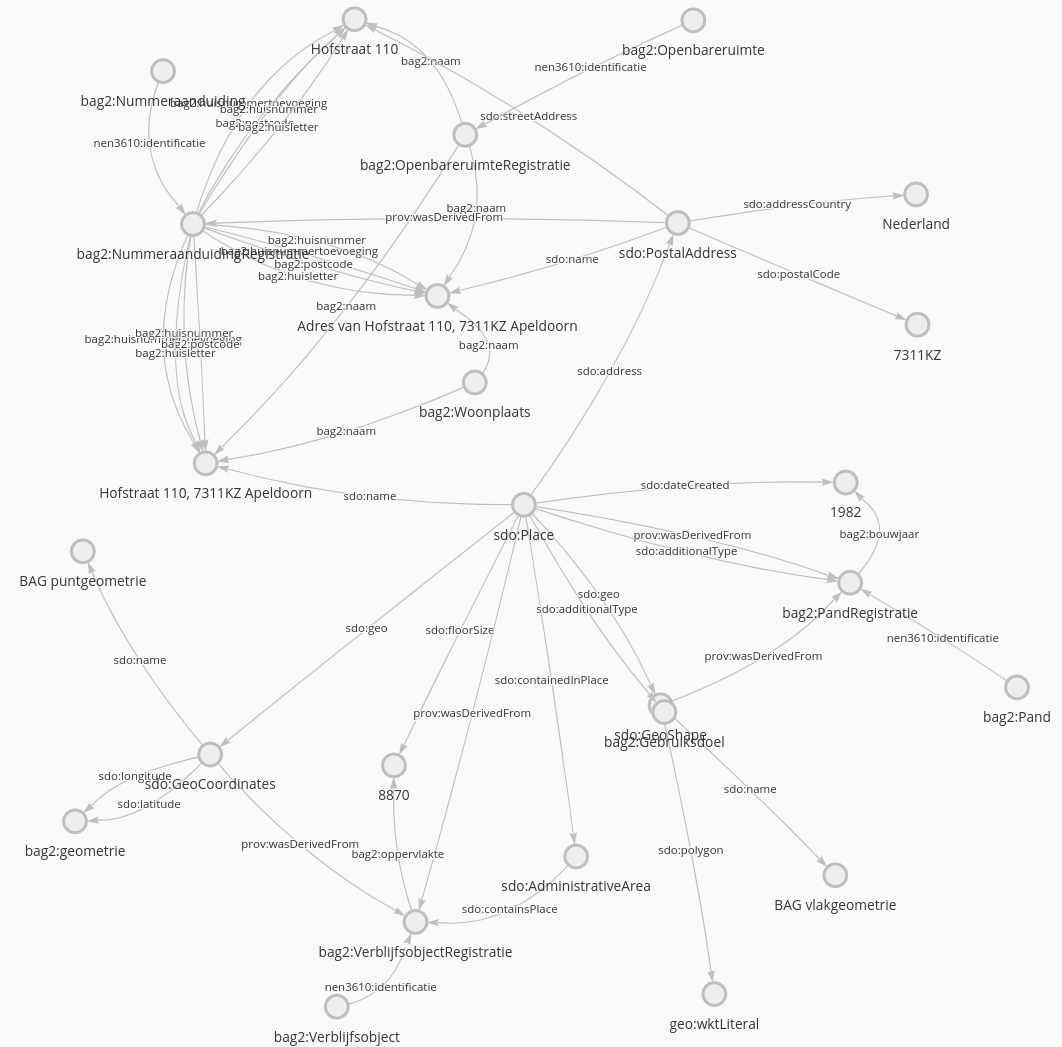 Hofstraat 110
bag2:Openbareruimte
bag2:naam
nen3610:identificatie
bag2:Nummeraanduiding
bag2:huisnummertoevoeging
bag2:huisnummer
sdo:streetAddress
bag2:postcode
bag2:huisletter
nen3610:identificatie
bag2:OpenbareruimteRegistratie
sdo:addressCountry
bag2:naam
prov:wasDerivedFrom
Nederland
bag2:huisnummer
bag2:huisnummertoevoeging
bag2:NummeraanduidingRegistratie
sdo:PostalAddress
sdo:name
bag2:postcode
bag2:huisletter
sdo:postalCode
bag2:naam
Adres van Hofstraat 110, 7311KZ Apeldoorn
bag2:huisnummer
bag2:huisnummertoevoeging
bag2:postcode
bag2:huisletter
bag2:naam
7311KZ
sdo:address
bag2:Woonplaats
bag2:naam
sdo:dateCreated
Hofstraat 110, 7311KZ Apeldoorn
sdo:name
1982
sdo:Place
prov:wasDerivedFrom
bag2:bouwjaar
sdo:additionalType
BAG puntgeometrie
sdo:geo
sdo:additionalType
bag2:PandRegistratie
sdo:geo
sdo:floorSize
nen3610:identificatie
sdo:name
prov:wasDerivedFrom
sdo:containedInPlace
prov:wasDerivedFrom
bag2:Pand
sdo:GeoShape
bag2:Gebruiksdoel
sdo:longitude
sdo:GeoCoordinates
sdo:name
8870
sdo:latitude
prov:wasDerivedFrom
bag2:geometrie
bag2:oppervlakte
sdo:polygon
sdo:AdministrativeArea
BAG vlakgeometrie
sdo:containsPlace
bag2:VerblijfsobjectRegistratie
nen3610:identificatie
geo:wktLiteral
bag2:Verblijfsobject